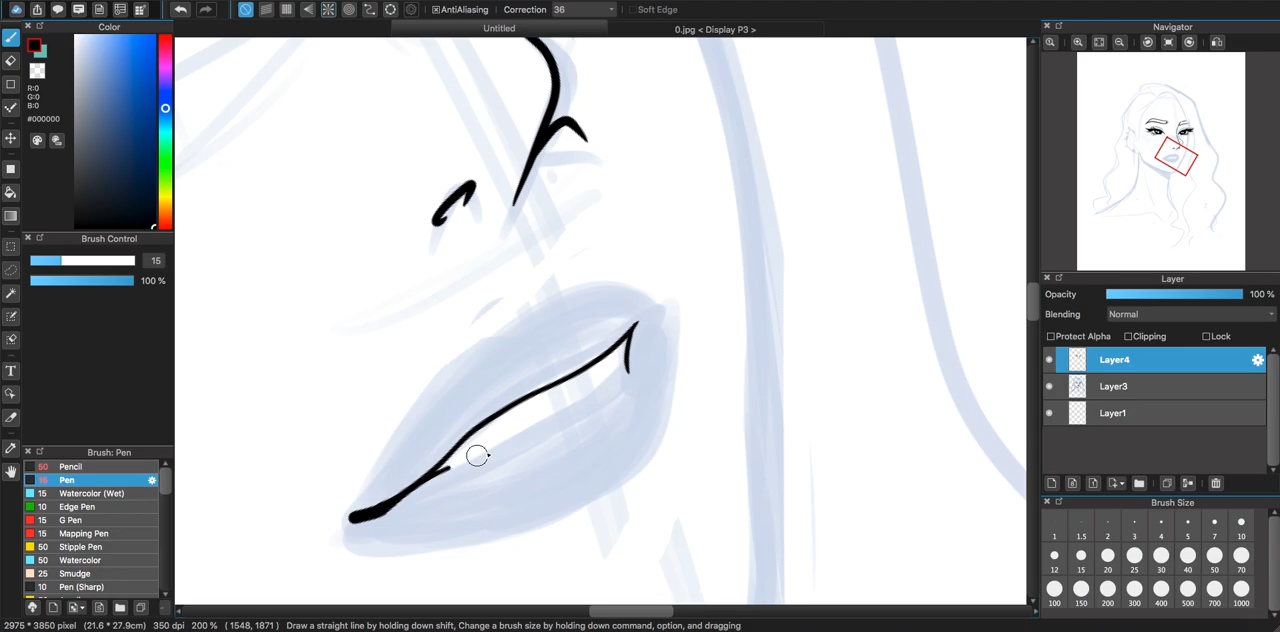 AntiAliasing Correction 36 Soft Edge
Untitled 0.jpg < Display P3 >
Color
R:0
G:0
B:0
#000000
Brush Control
15
100 %
Brush: Pen
50 Pencil
15 Pen
15 Watercolor (Wet)
10 Edge Pen
15 G Pen
15 Mapping Pen
50 Stipple Pen
50 Watercolor
25 Smudge
10 Pen (Sharp)
Navigator
Layer
Opacity 100 %
Blending Normal
Protect Alpha Clipping Lock
Layer4
Layer3
Layer1
Brush Size
1 1.5 2 3 4 5 7 10
12 15 20 25 30 40 50 70
100 150 200 300 400 500 700 1000
2975 * 3850 pixel (21.6 * 27.9cm) 350 dpi 200 % ( 1548, 1871 ) Draw a straight line by holding down shift, Change a brush size by holding down command, option, and dragging